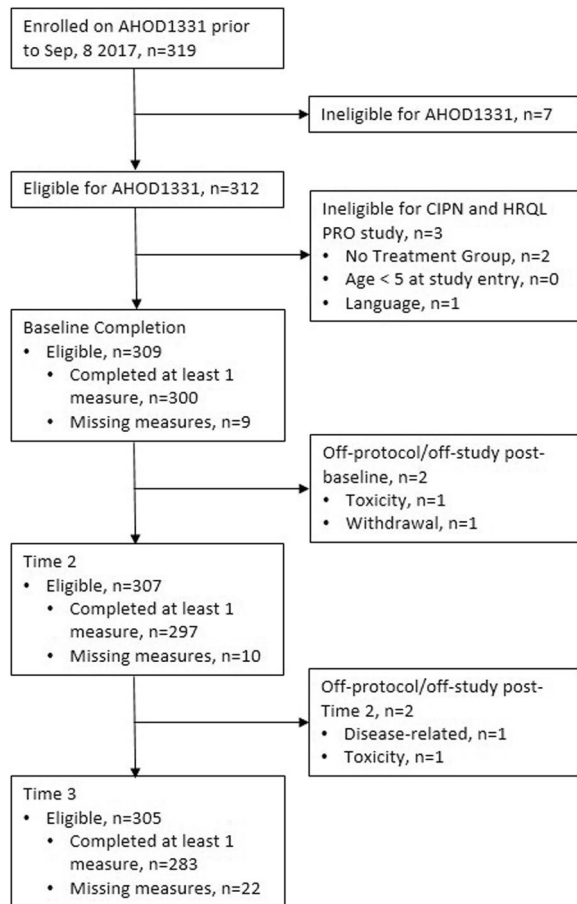 Enrolled on AHOD1331 prior
to Sep, 8 2017, n=319
Ineligible for AHOD1331, n=7
Eligible for AHOD1331, n=312
Ineligible for CIPN and HRQL
PRO study, n=3
• No Treatment Group, n=2
• Age < 5 at study entry, n=0
• Language, n=1
Baseline Completion
• Eligible, n=309
• Completed at least 1
measure, n=300
• Missing measures, n=9
Off-protocol/off-study post-
baseline, n=2
• Toxicity, n=1
• Withdrawal, n=1
Time 2
• Eligible, n=307
• Completed at least 1
measure, n=297
• Missing measures, n=10
Off-protocol/off-study post-
Time 2, n=2
• Disease-related, n=1
• Toxicity, n=1
Time 3
• Eligible, n=305
• Completed at least 1
measure, n=283
• Missing measures, n=22